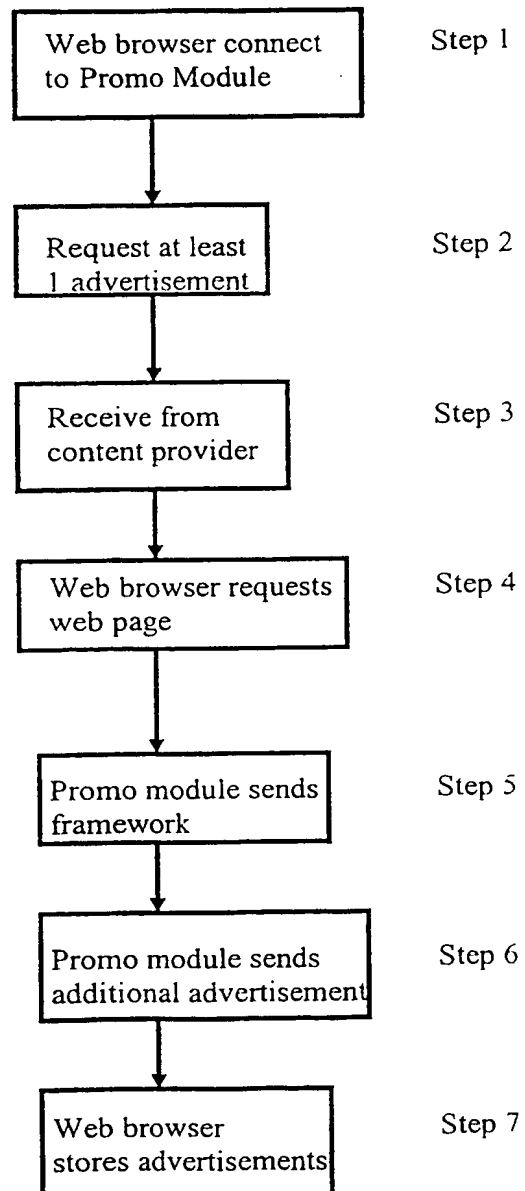 Web browser connect
to Promo Module
Step 1
Request at least
1 advertisement
Step 2
Receive from
content provider
Step 3
Web browser requests
web page
Step 4
Promo module sends
framework
Step 5
Promo module sends
additional advertisement
Step 6
Web browser
stores advertisements
Step 7